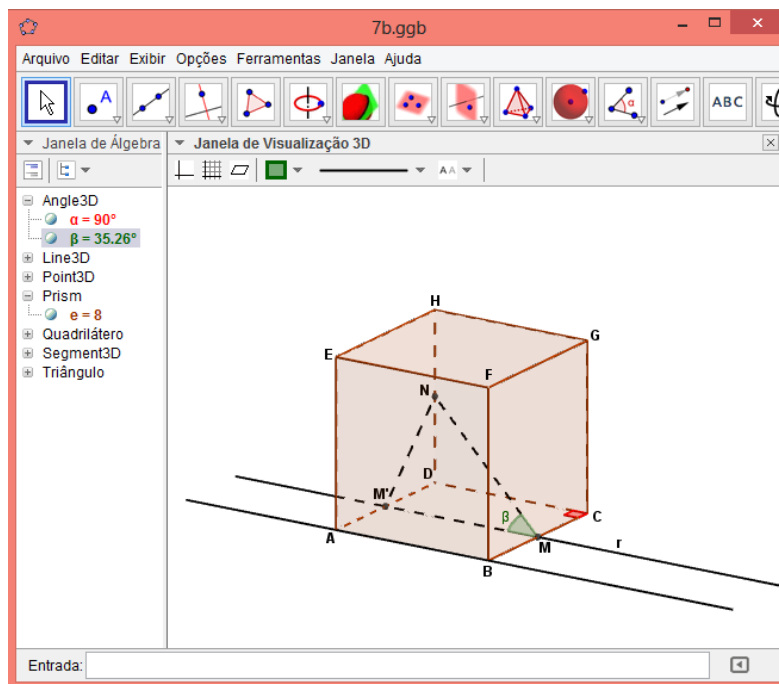 7b.ggb
Arquivo Editar Exibir Opções Ferramentas Janela Ajuda
A α ABC
Janela de Álgebra Janela de Visualização 3D
AA
Angle3D
α = 90°
β = 35.26°
Line3D
Point3D
Prism
e = 8
Quadrilátero
Segment3D
Triângulo
H
G
E
F
N
D
M'
C
β
A
M r
B
Entrada: